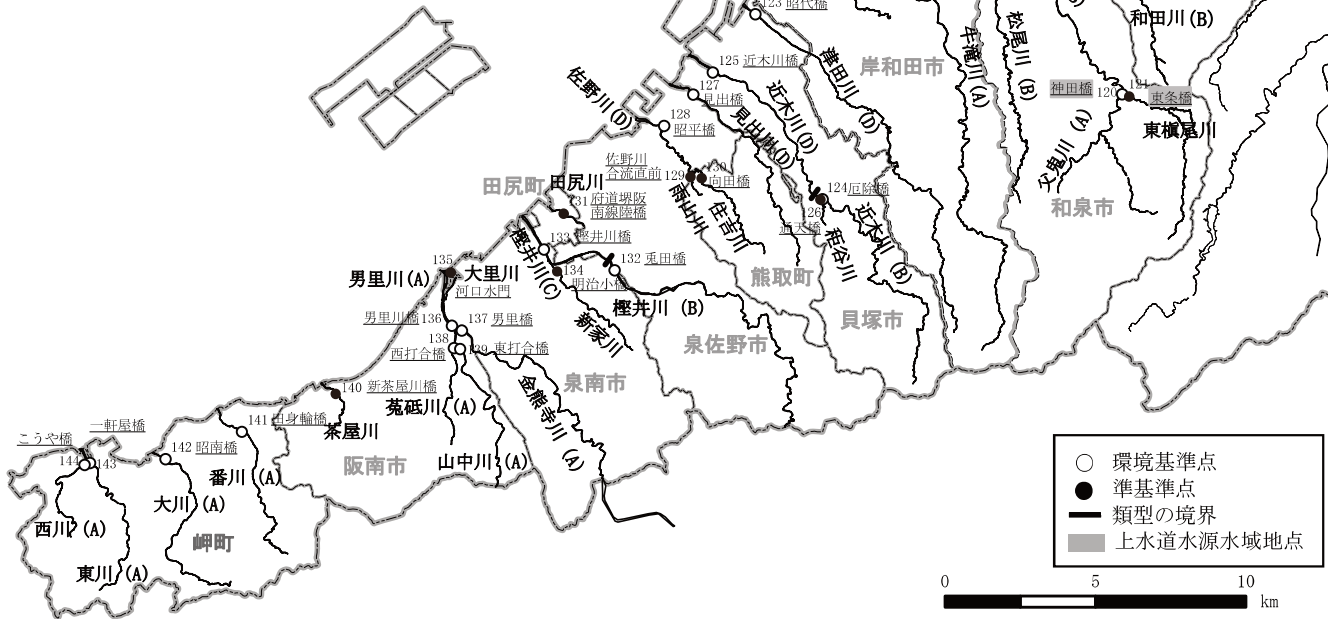 123 昭代橋
和田川(B)
松尾川(B)
牛滝川(A)
岸和田市
津田川(D)
125 近木川橋
127
見出橋
近木川(D)
見出川(D)
佐野川(D)
128
昭平橋
神田橋
120
121
東条橋
東槇尾川
父鬼川(A)
和泉市
佐野川
合流直前
129
130
向田橋
雨山川
住吉川
124 厄除橋
126
近木川(B)
秬谷川
熊取町
貝塚市
田尻町
田尻川
131 府道堺阪
南線陸橋
133 樫井川橋
樫井川(C)
132 兎田橋
134
明治小橋
樫井川(B)
新家川
泉佐野市
135
男里川(A)
大里川
河口水門
男里川橋
136
137 男里橋
138
西打合橋
139 東打合橋
泉南市
金熊寺川(A)
菟砥川(A)
山中川(A)
140 新茶屋川橋
茶屋川
141 田身輪橋
阪南市
一軒屋橋
こうや橋
144
143
142 昭南橋
番川(A)
大川(A)
西川(A)
東川(A)
岬町
環境基準点
準基準点
類型の境界
上水道水源水域地点
0
5
10
km